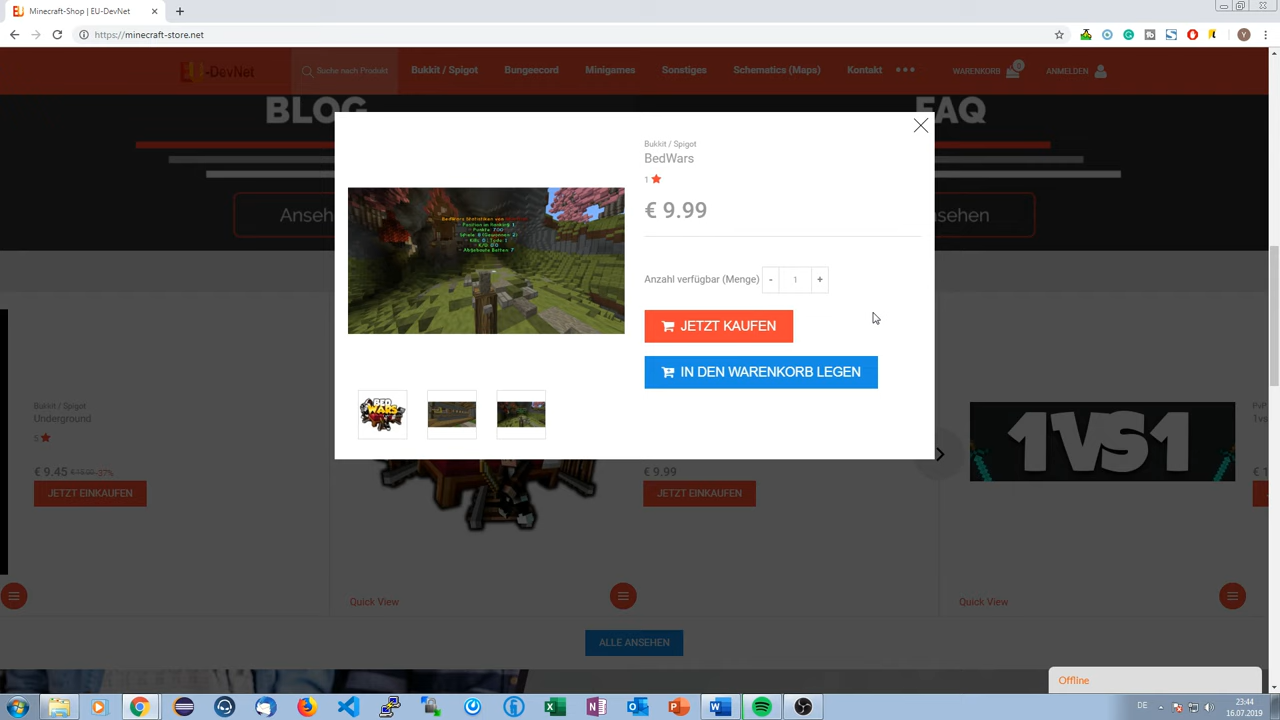 Minecraft-Shop | EU-DevNet
https://minecraft-store.net
EU-DevNet
Suche nach Produkt
Bukkit / Spigot
Bungeecord
Minigames
Sonstiges
Schematics (Maps)
Kontakt
WARENKORB
0
ANMELDEN
BLOG
FAQ
Bukkit / Spigot
BedWars
1
€ 9.99
Anzahl verfügbar (Menge)
- 1 +
JETZT KAUFEN
IN DEN WARENKORB LEGEN
BED
WARS
Bukkit / Spigot
Underground
5
€ 9.45
-37%
JETZT EINKAUFEN
€ 9.99
JETZT EINKAUFEN
1VS1
Quick View
Quick View
ALLE ANSEHEN
Offline
DE
23:44
16.07.2019